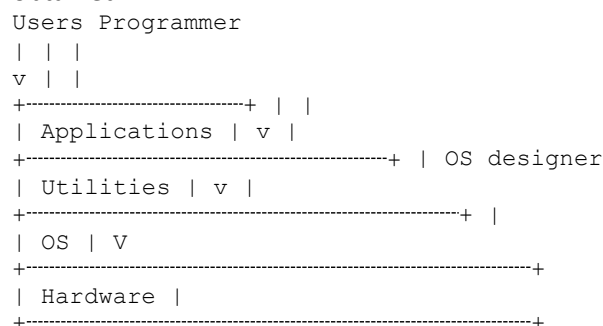 Users Programmer
| | |
v | |
+------------------------------------+ | |
| Applications | v |
+------------------------------------------------------------+ | OS designer
| Utilities | v |
+------------------------------------------------------------------------+ |
| OS | V
+------------------------------------------------------------------------------------+
| Hardware |
+------------------------------------------------------------------------------------+